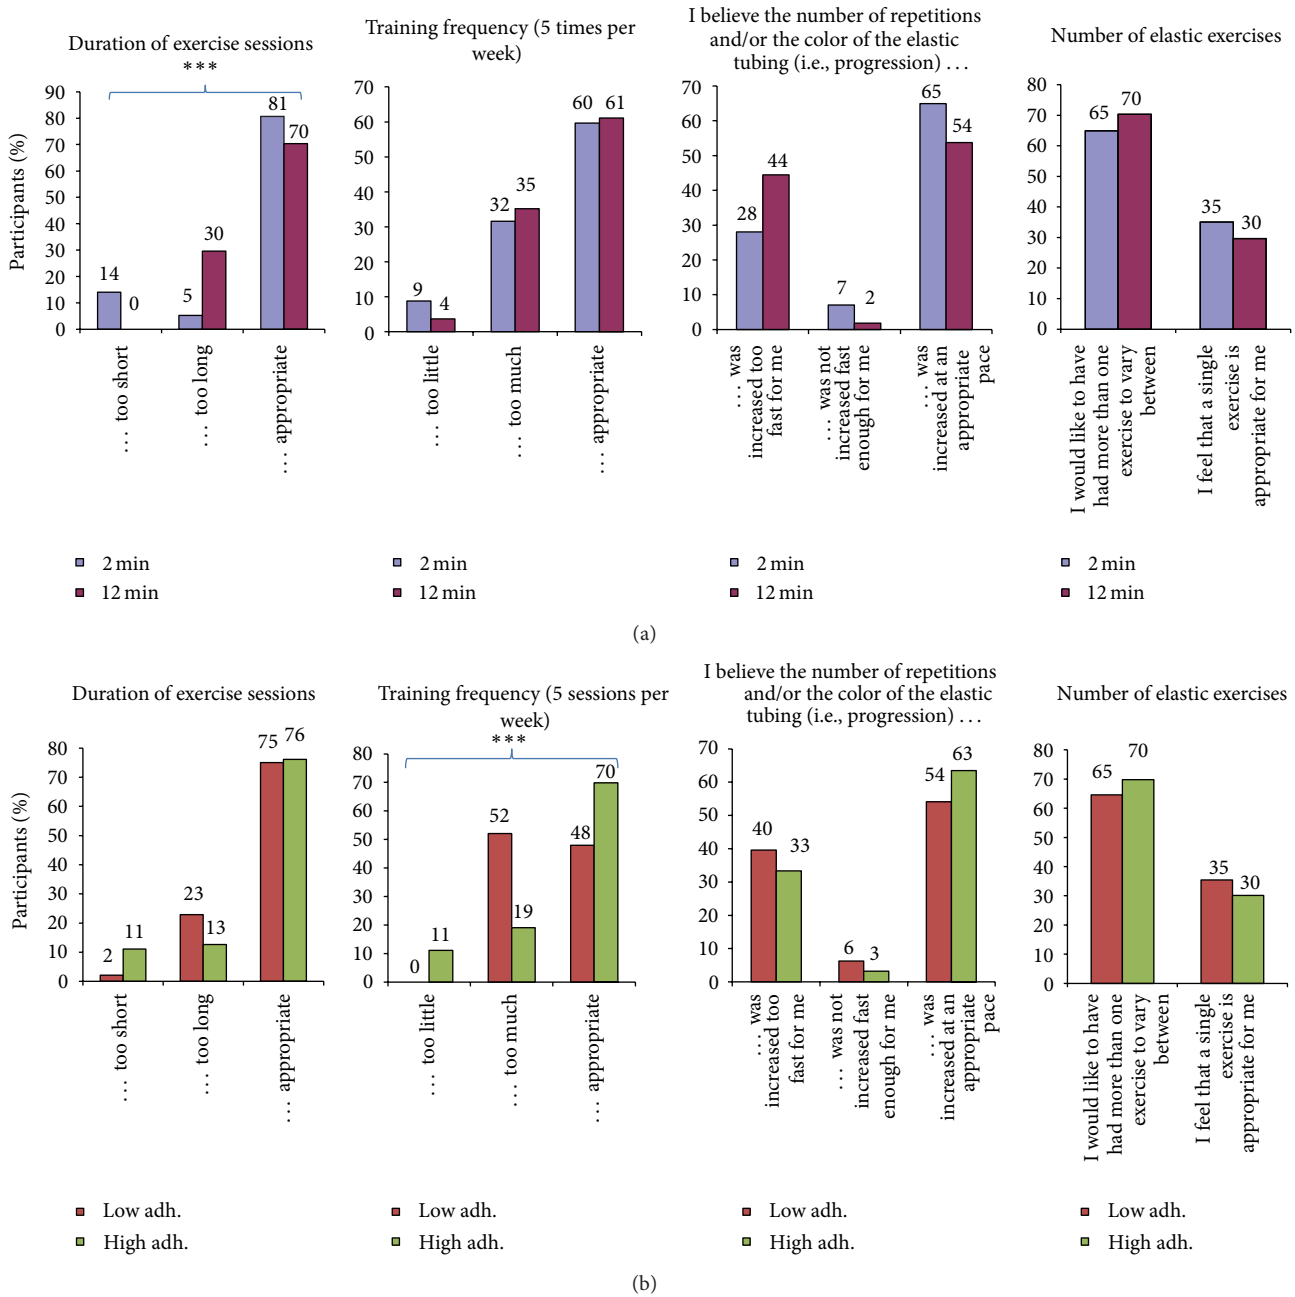 Duration of exercise sessions
***
Participants (%)
90
80
70
60
50
40
30
20
10
0
14
0
5
30
81
70
... too short
... too long
... appropriate
2 min
12 min
Training frequency (5 times per
week)
70
60
50
40
30
20
10
0
9
4
32
35
60
61
... too little
... too much
... appropriate
2 min
12 min
I believe the number of repetitions
and/or the color of the elastic
tubing (i.e., progression) ...
70
60
50
40
30
20
10
0
28
44
7
2
65
54
... was
increased too
fast for me
... was not
increased fast
enough for me
... was
increased at an
appropriate
pace
2 min
12 min
Number of elastic exercises
80
70
60
50
40
30
20
10
0
65
70
35
30
I would like to have
had more than one
exercise to vary
between
I feel that a single
exercise is
appropriate for me
2 min
12 min
(a)
Duration of exercise sessions
Participants (%)
80
70
60
50
40
30
20
10
0
2
11
23
13
75
76
... too short
... too long
... appropriate
Low adh.
High adh.
Training frequency (5 sessions per
week)
***
80
70
60
50
40
30
20
10
0
0
11
52
19
48
70
... too little
... too much
... appropriate
Low adh.
High adh.
I believe the number of repetitions
and/or the color of the elastic
tubing (i.e., progression) ...
70
60
50
40
30
20
10
0
40
33
6
3
54
63
... was
increased too
fast for me
... was not
increased fast
enough for me
... was
increased at an
appropriate
pace
Low adh.
High adh.
Number of elastic exercises
80
70
60
50
40
30
20
10
0
65
70
35
30
I would like to have
had more than one
exercise to vary
between
I feel that a single
exercise is
appropriate for me
Low adh.
High adh.
(b)